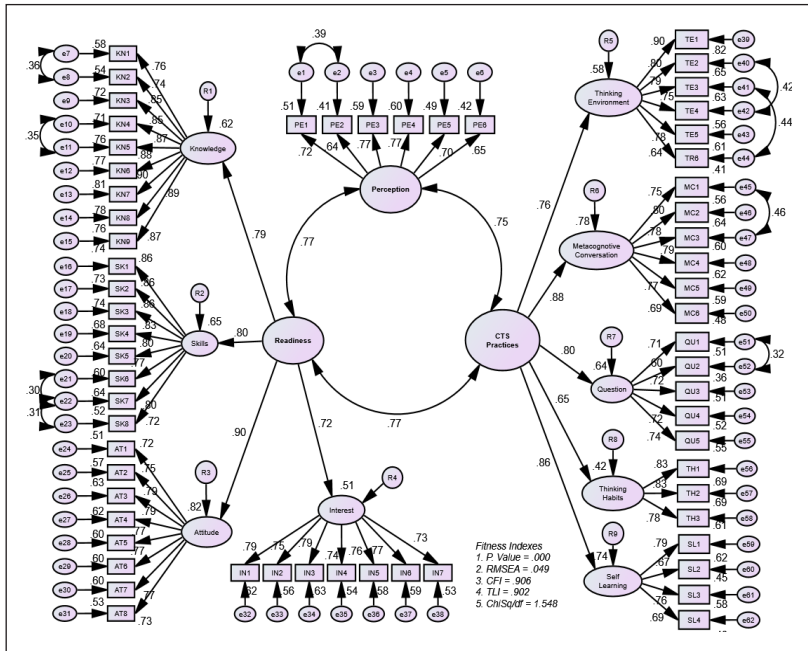 .39
e1 e2 e3 e4 e5 e6
.51 .41 .59 .60 .49 .42
PE1 PE2 PE3 PE4 PE5 PE6
.72 .64 .77 .77 .70 .65
Perception
.77
.75
e7 .58 KN1 .76
.36
e8 .54 KN2 .74
e9 .72 KN3 .85
e10 .71 KN4 .85
.35
e11 .76 KN5 .87
e12 .77 KN6 .88
e13 .81 KN7 .90
e14 .78 KN8 .89
e15 .76 KN9 .87
.74
R1
.62
Knowledge
.79
e16 SK1 .86
e17 .73 SK2 .86
e18 .74 SK3 .86
e19 .68 SK4 .83
e20 .64 SK5 .80
e21 .60 SK6 .77
.30
e22 .64 SK7 .80
.31
e23 .52 SK8 .72
R2
.65
Skills
.80
Readiness
e24 .51 AT1 .72
e25 .57 AT2 .75
e26 .63 AT3 .79
e27 .62 AT4 .79
e28 .60 AT5 .77
e29 .60 AT6 .77
e30 .60 AT7 .77
e31 .53 AT8 .73
R3
.82
Attitude
.90
.72
.51
R4
Interest
.79 .75 .79 .74 .76 .77 .73
IN1 IN2 IN3 IN4 IN5 IN6 IN7
.62 .56 .63 .54 .58 .59 .53
e32 e33 e34 e35 e36 e37 e38
.77
CTS
Practices
.76
R5
.58
Thinking
Environment
.90 TE1 e39
.82
.80 TE2 e40
.65
.79 TE3 e41
.42
.63
.75 TE4 e42
.56
.44
.78 TE5 e43
.61
.64 TR6 e44
.41
.88
R6
.78
Metacognotive
Conversation
.75 MC1 e45
.56
.80 MC2 e46
.46
.64
.78 MC3 e47
.60
.79 MC4 e48
.62
.77 MC5 e49
.59
.69 MC6 e50
.48
.80
R7
.64
Question
.71 QU1 e51
.51
.32
.60 QU2 e52
.36
.72 QU3 e53
.51
.72 QU4 e54
.52
.74 QU5 e55
.55
.65
R8
.42
Thinking
Habits
.83 TH1 e56
.69
.83 TH2 e57
.69
.78 TH3 e58
.61
.86
R9
.74
Self
Learning
.79 SL1 e59
.62
.67 SL2 e60
.45
SL3 e61
.76
.58
.69 SL4 e62
Fitness Indexes
1. P. Value = .000
2. RMSEA = .049
3. CFI = .906
4. TLI = .902
5. ChiSq/df = 1.548